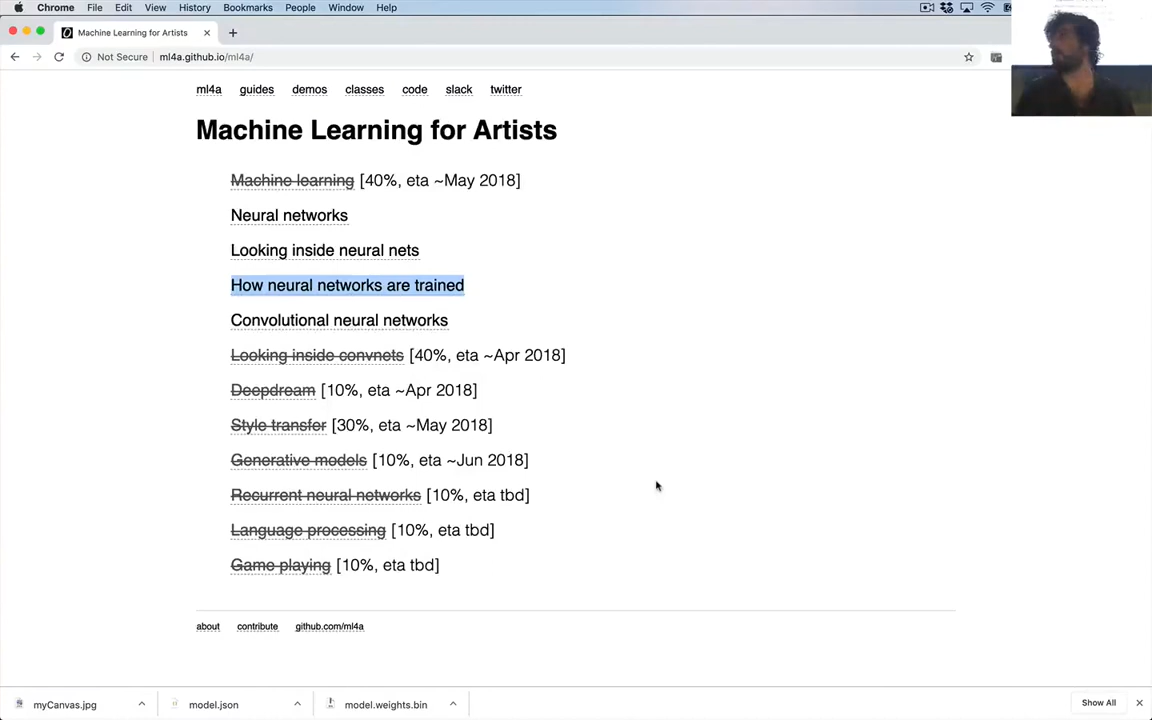 Chrome File Edit View History Bookmarks People Window Help
Machine Learning for Artists
Not Secure ml4a.github.io/ml4a/
ml4a guides demos classes code slack twitter
Machine Learning for Artists
Machine learning [40%, eta ~May 2018]
Neural networks
Looking inside neural nets
How neural networks are trained
Convolutional neural networks
Looking inside convnets [40%, eta ~Apr 2018]
Deepdream [10%, eta ~Apr 2018]
Style transfer [30%, eta ~May 2018]
Generative models [10%, eta ~Jun 2018]
Recurrent neural networks [10%, eta tbd]
Language processing [10%, eta tbd]
Game playing [10%, eta tbd]
about contribute github.com/ml4a
myCanvas.jpg model.json model.weights.bin Show All